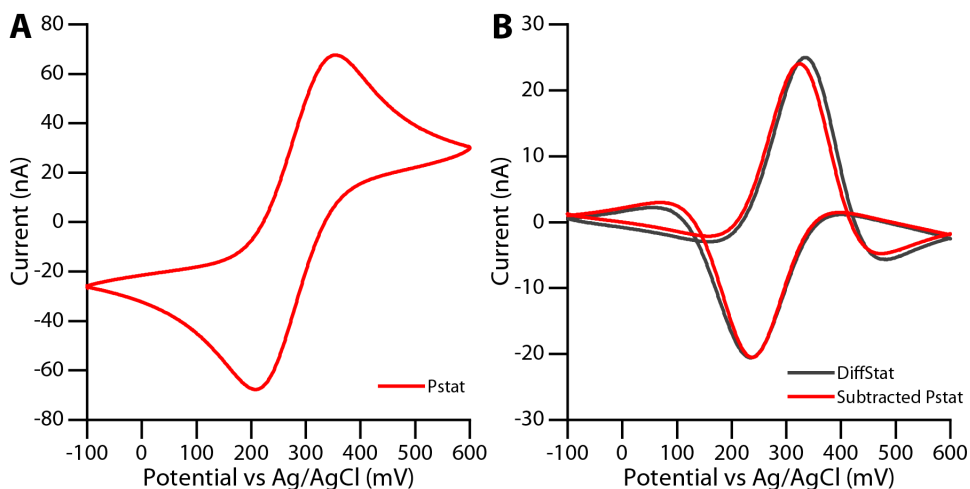 A
80
60
40
20
0
-20
-40
-60
-80
Current (nA)
-100 0 100 200 300 400 500 600
Potential vs Ag/AgCl (mV)
Pstat
B
30
20
10
0
-10
-20
-30
Current (nA)
-100 0 100 200 300 400 500 600
Potential vs Ag/AgCl (mV)
DiffStat
Subtracted Pstat